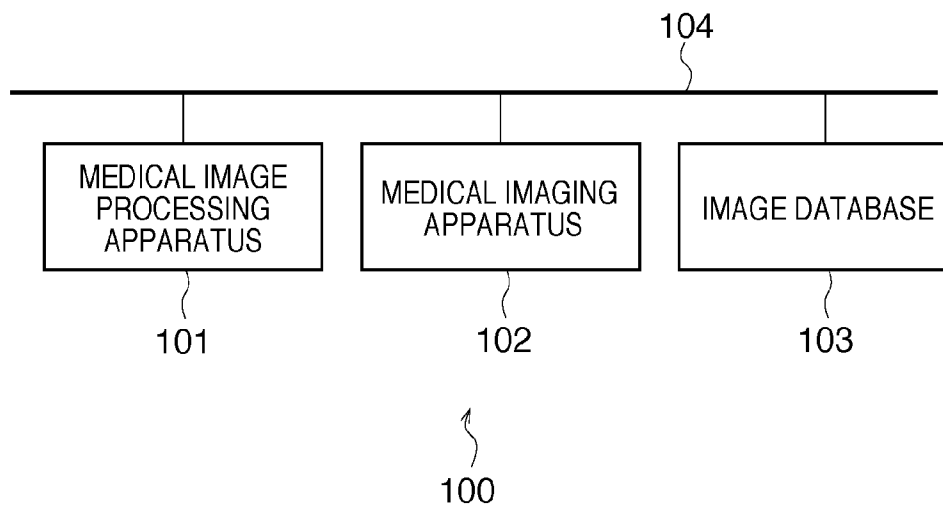 104
MEDICAL IMAGE
PROCESSING
APPARATUS
MEDICAL IMAGING
APPARATUS
IMAGE DATABASE
101
102
103
100